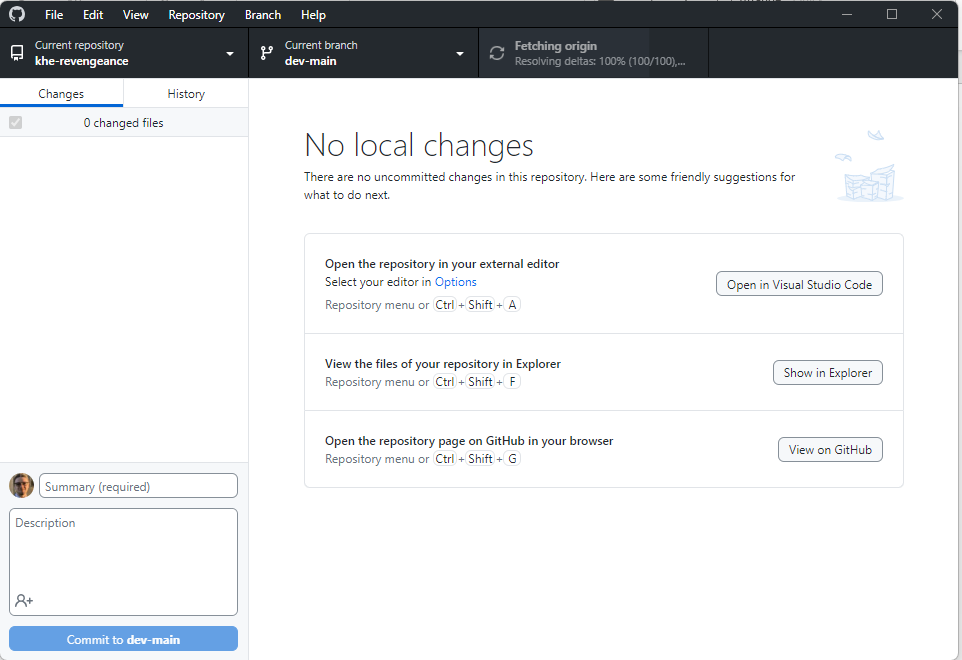 File Edit View Repository Branch Help
Current repository
khe-revengeance
Current branch
dev-main
Fetching origin
Resolving deltas: 100% (100/100),...
Changes
History
0 changed files
No local changes
There are no uncommitted changes in this repository. Here are some friendly suggestions for
what to do next.
Open the repository in your external editor
Select your editor in Options
Repository menu or Ctrl + Shift + A
Open in Visual Studio Code
View the files of your repository in Explorer
Repository menu or Ctrl + Shift + F
Show in Explorer
Open the repository page on GitHub in your browser
Repository menu or Ctrl + Shift + G
View on GitHub
Summary (required)
Description
Commit to dev-main